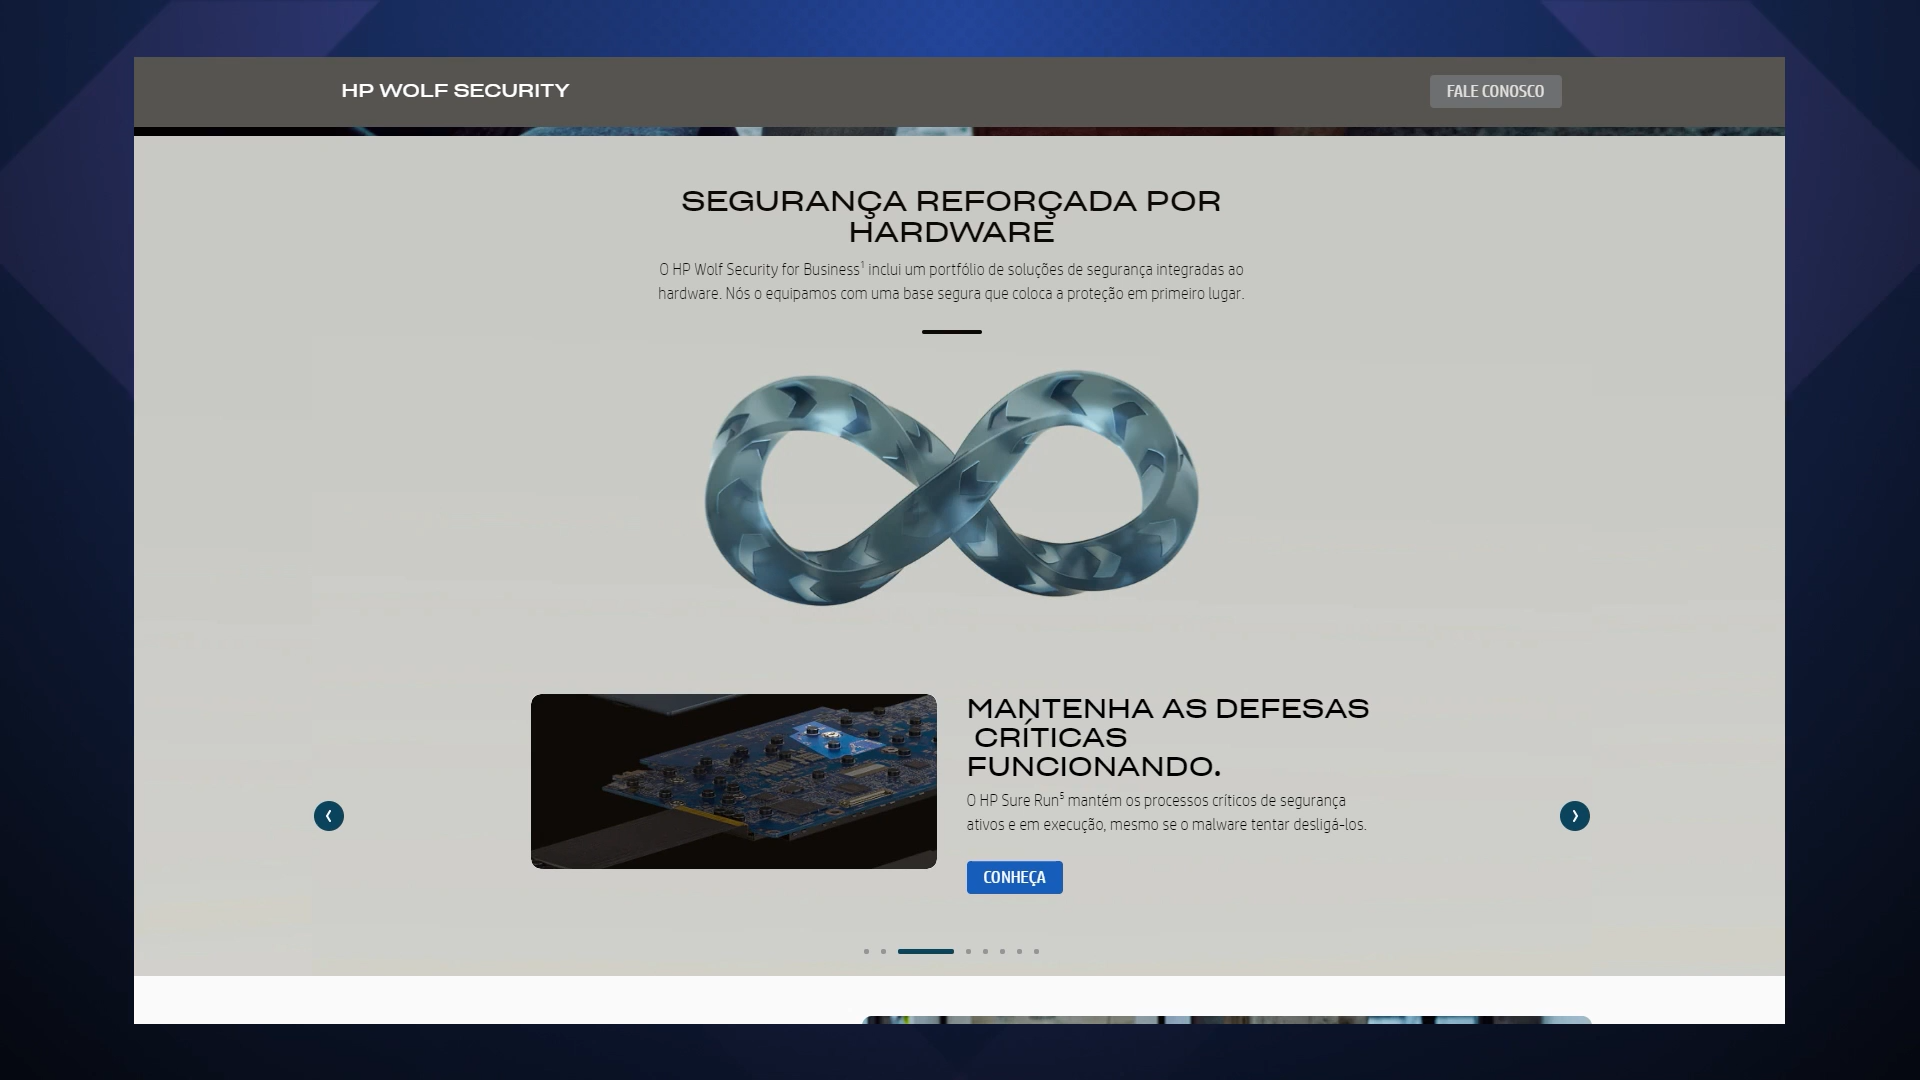 HP WOLF SECURITY
FALE CONOSCO
SEGURANÇA REFORÇADA POR
HARDWARE
O HP Wolf Security for Business¹ inclui um portfólio de soluções de segurança integradas ao
hardware. Nós o equipamos com uma base segura que coloca a proteção em primeiro lugar.
MANTENHA AS DEFESAS
CRÍTICAS
FUNCIONANDO.
O HP Sure Run⁵ mantém os processos críticos de segurança
ativos e em execução, mesmo se o malware tentar desligá-los.
CONHEÇA